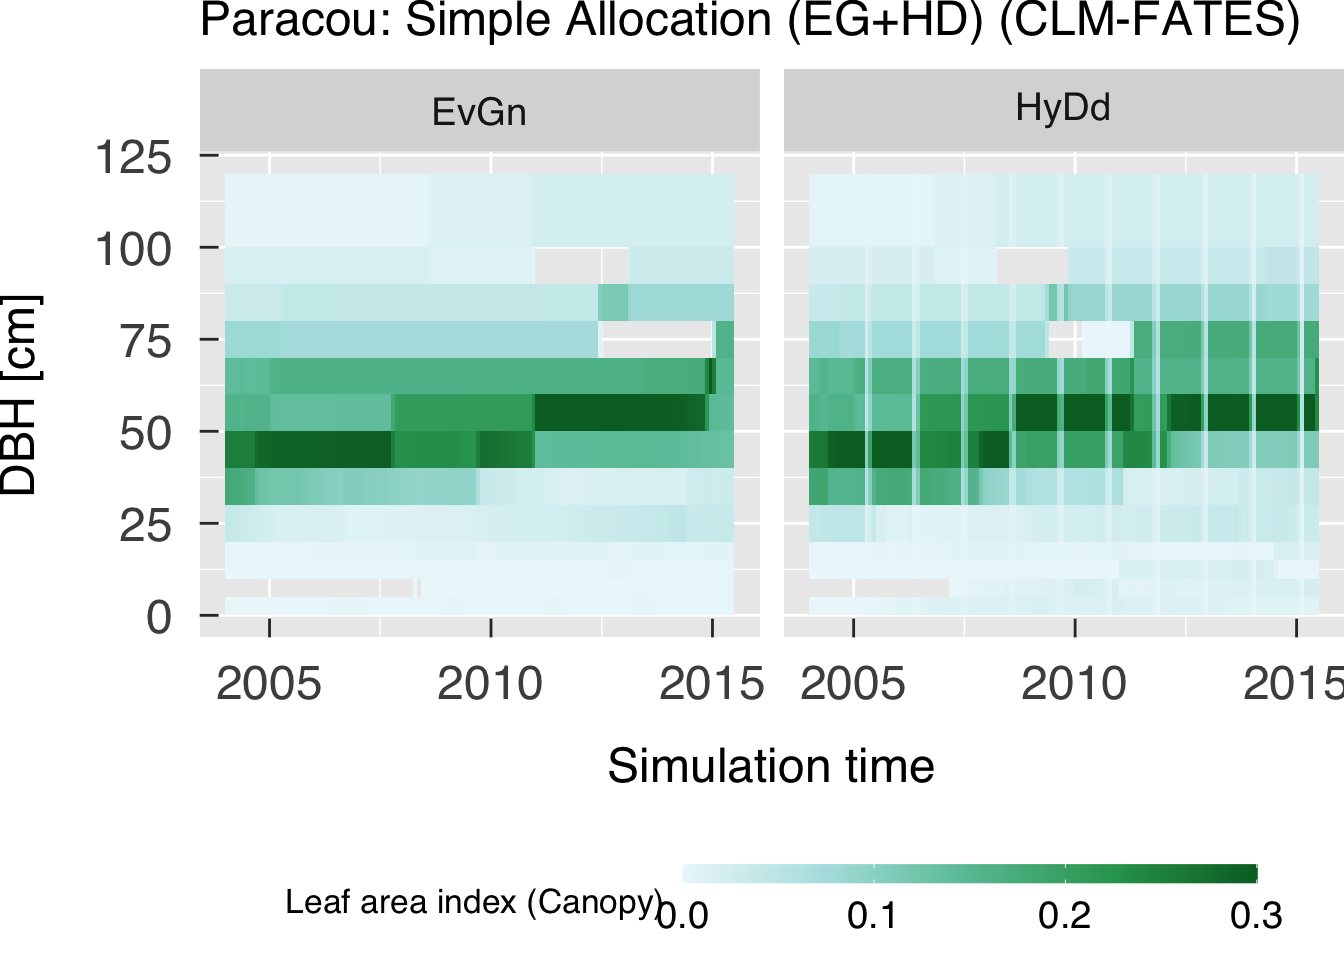 Paracou: Simple Allocation (EG+HD) (CLM-FATES)
EvGn
HyDd
DBH [cm]
125
100
75
50
25
0
2005 2010 2015
2005 2010 2015
Simulation time
Leaf area index (Canopy)
0.0 0.1 0.2 0.3